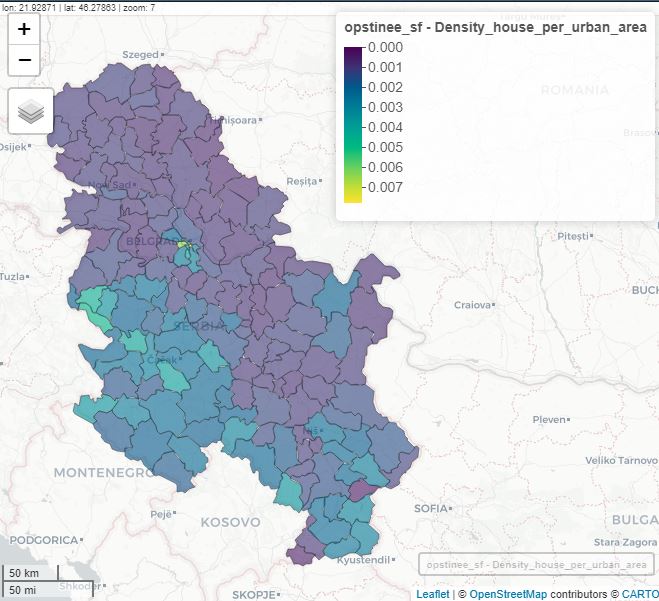 lon: 21.92871 | lat: 46.27863 | zoom: 7
+
−
opstinee_sf - Density_house_per_urban_area
0.000
0.001
0.002
0.003
0.004
0.005
0.006
0.007
Szeged
ROMANIA
Timișoara
Brasov
Osijek
Reșița
Novi Sad
BELGRADE
Pitești
Tuzla
BUCH
Craiova
SERBIA
Čačak
Pleven
Niš
Veliko Tarnovo
MONTENEGRO
SOFIA
Pejë
KOSOVO
BULGA
PODGORICA
Stara Zagora
Kyustendil
opstinee_sf - Density_house_per_urban_area
50 km
50 mi
Shkodër
SKOPJE
Leaflet | © OpenStreetMap contributors © CARTO